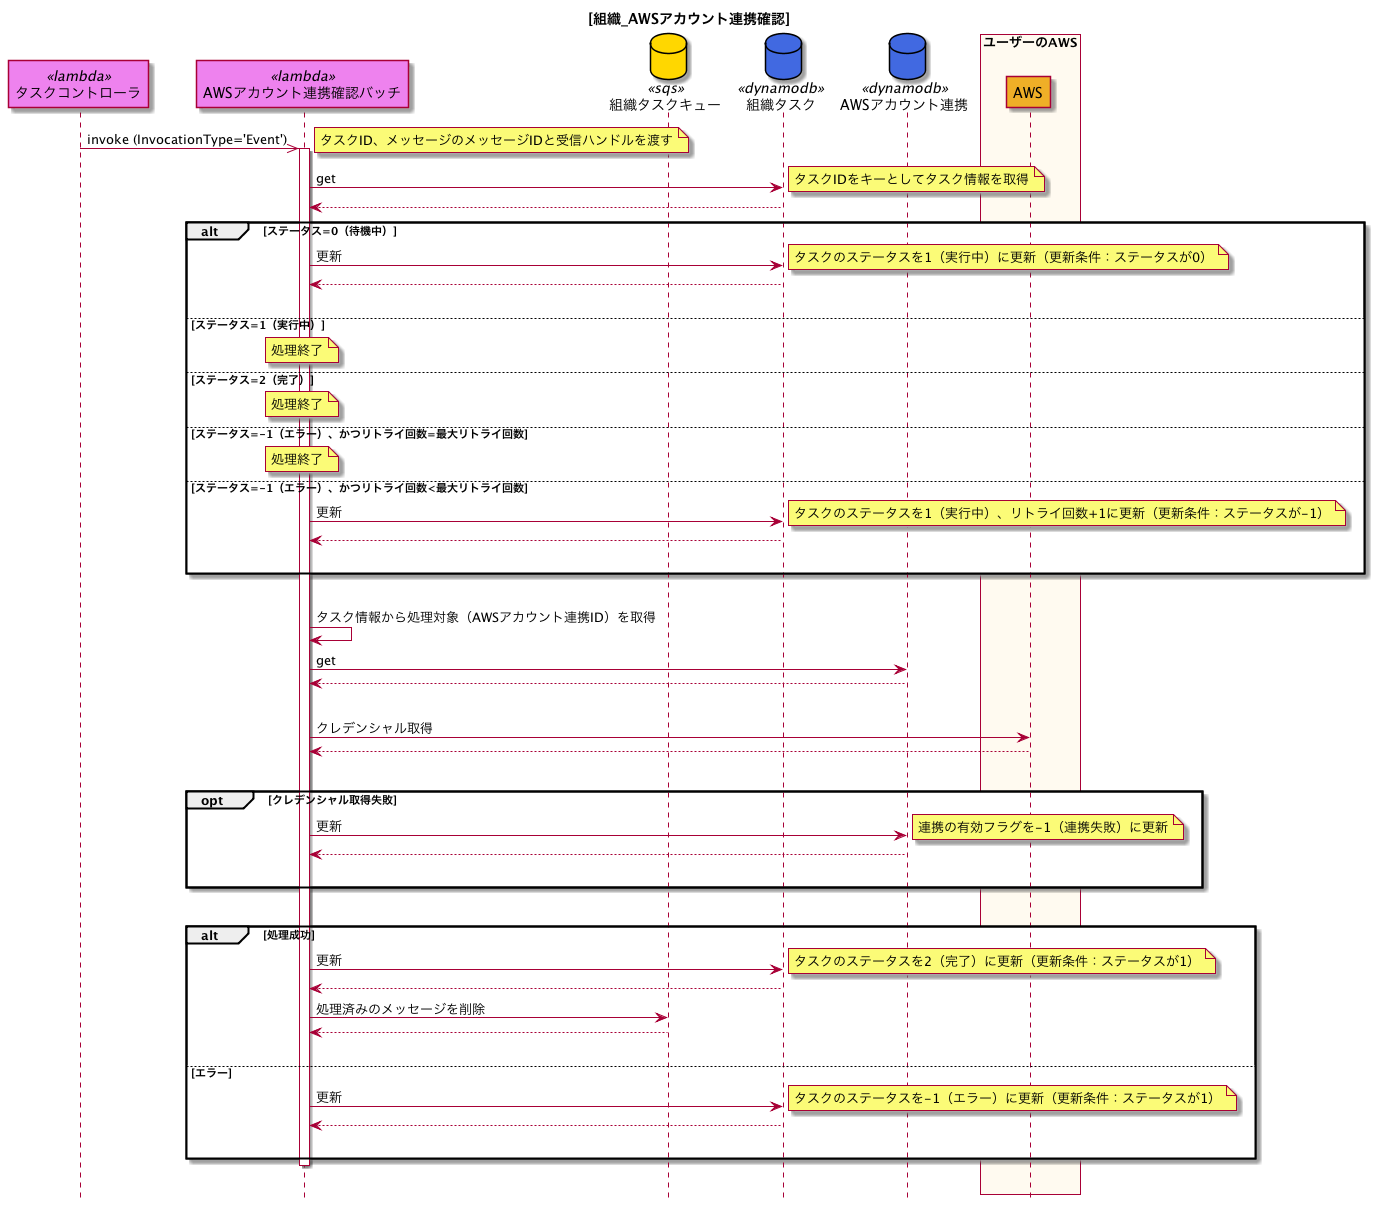 [組織_AWSアカウント連携確認]
ユーザーのAWS
«lambda»
タスクコントローラ
«lambda»
AWSアカウント連携確認バッチ
«sqs»
組織タスクキュー
«dynamodb»
組織タスク
«dynamodb»
AWSアカウント連携
AWS
invoke (InvocationType='Event')
タスクID、メッセージのメッセージIDと受信ハンドルを渡す
get
タスクIDをキーとしてタスク情報を取得
alt
[ステータス=0（待機中）]
更新
タスクのステータスを1（実行中）に更新（更新条件：ステータスが0）
[ステータス=1（実行中）]
処理終了
[ステータス=2（完了）]
処理終了
[ステータス=-1（エラー）、かつリトライ回数=最大リトライ回数]
処理終了
[ステータス=-1（エラー）、かつリトライ回数<最大リトライ回数]
更新
タスクのステータスを1（実行中）、リトライ回数+1に更新（更新条件：ステータスが-1）
タスク情報から処理対象（AWSアカウント連携ID）を取得
get
クレデンシャル取得
opt
[クレデンシャル取得失敗]
更新
連携の有効フラグを-1（連携失敗）に更新
alt
[処理成功]
更新
タスクのステータスを2（完了）に更新（更新条件：ステータスが1）
処理済みのメッセージを削除
[エラー]
更新
タスクのステータスを-1（エラー）に更新（更新条件：ステータスが1）